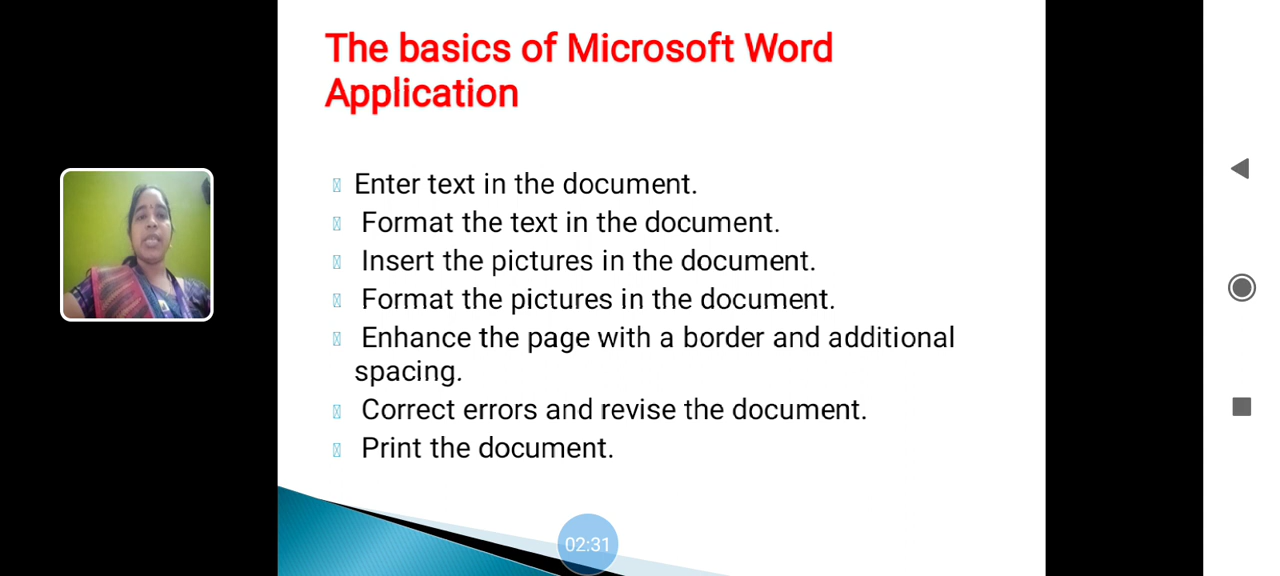 The basics of Microsoft Word
Application
Enter text in the document.
Format the text in the document.
Insert the pictures in the document.
Format the pictures in the document.
Enhance the page with a border and additional
spacing.
Correct errors and revise the document.
Print the document.
02:31